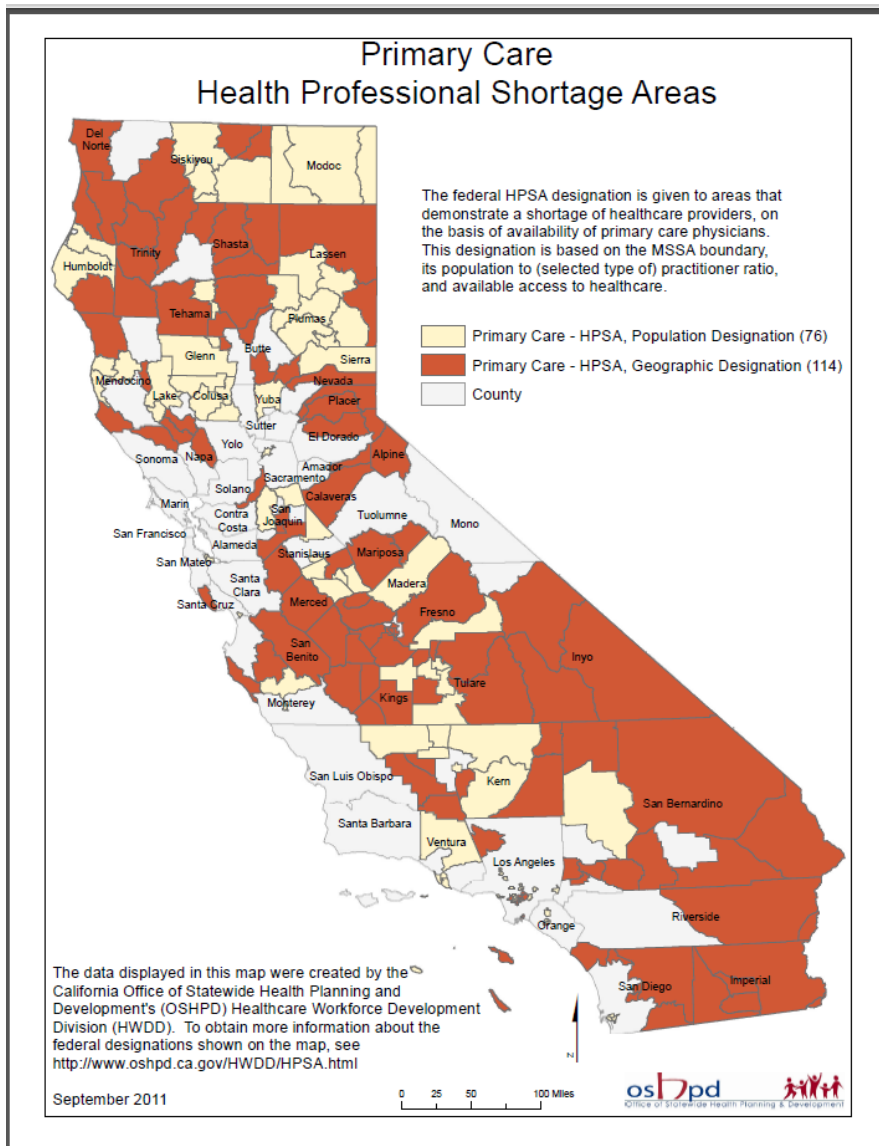 Primary Care
Health Professional Shortage Areas
The federal HPSA designation is given to areas that
demonstrate a shortage of healthcare providers, on
the basis of availability of primary care physicians.
This designation is based on the MSSA boundary,
its population to (selected type of) practitioner ratio,
and available access to healthcare.
Primary Care - HPSA, Population Designation (76)
Primary Care - HPSA, Geographic Designation (114)
County
Del
Norte
Siskiyou
Modoc
Trinity
Shasta
Lassen
Humboldt
Tehama
Plumas
Butte
Glenn
Sierra
Mendocino
Lake
Colusa
Yuba
Nevada
Placer
Sutter
El Dorado
Yolo
Napa
Sonoma
Alpine
Amador
Sacramento
Solano
Calaveras
Marin
Contra
Costa
San
Joaquin
Tuolumne
Mono
San Francisco
Alameda
Stanislaus
Mariposa
San Mateo
Santa
Clara
Madera
Santa Cruz
Merced
Fresno
San
Benito
Inyo
Monterey
Kings
Tulare
San Luis Obispo
Kern
San Bernardino
Santa Barbara
Ventura
Los Angeles
Orange
Riverside
San Diego
Imperial
The data displayed in this map were created by the
California Office of Statewide Health Planning and
Development's (OSHPD) Healthcare Workforce Development
Division (HWDD). To obtain more information about the
federal designations shown on the map, see
http://www.oshpd.ca.gov/HWDD/HPSA.html
September 2011
N
0 25 50 100 Miles
oshpd
Office of Statewide Health Planning & Development